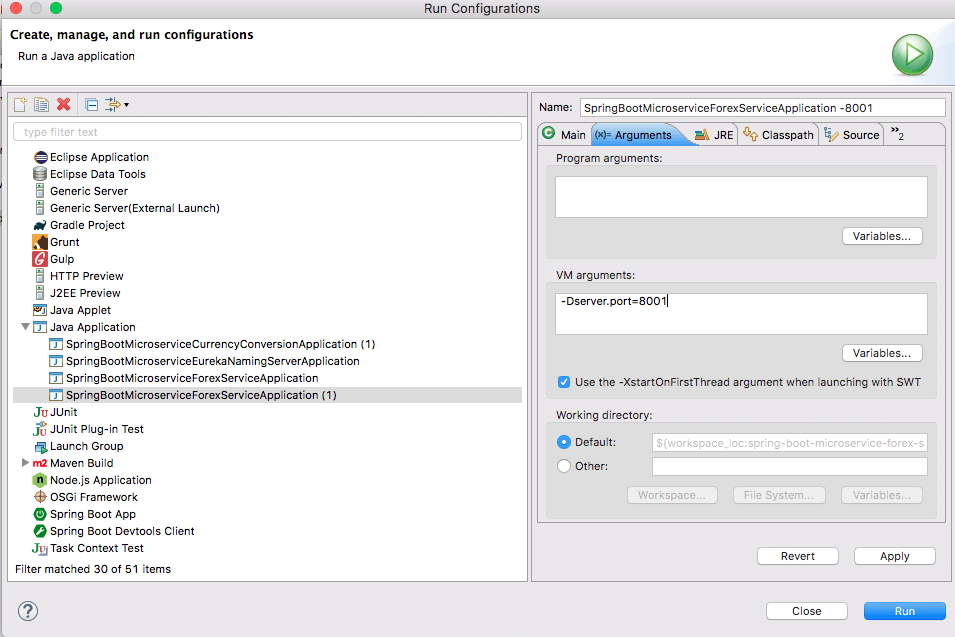 Run Configurations
Create, manage, and run configurations
Run a Java application
type filter text
Eclipse Application
Eclipse Data Tools
Generic Server
Generic Server(External Launch)
Gradle Project
Grunt
Gulp
HTTP Preview
J2EE Preview
Java Applet
Java Application
SpringBootMicroserviceCurrencyConversionApplication (1)
SpringBootMicroserviceEurekaNamingServerApplication
SpringBootMicroserviceForexServiceApplication
SpringBootMicroserviceForexServiceApplication (1)
JUnit
JUnit Plug-in Test
Launch Group
Maven Build
Node.js Application
OSGi Framework
Spring Boot App
Spring Boot Devtools Client
Task Context Test
Filter matched 30 of 51 items
Name: SpringBootMicroserviceForexServiceApplication -8001
Main (x)= Arguments JRE Classpath Source »2
Program arguments:
Variables...
VM arguments:
-Dserver.port=8001
Variables...
Use the -XstartOnFirstThread argument when launching with SWT
Working directory:
Default: ${workspace_loc:spring-boot-microservice-forex-s
Other:
Workspace... File System... Variables...
Revert Apply
? Close Run